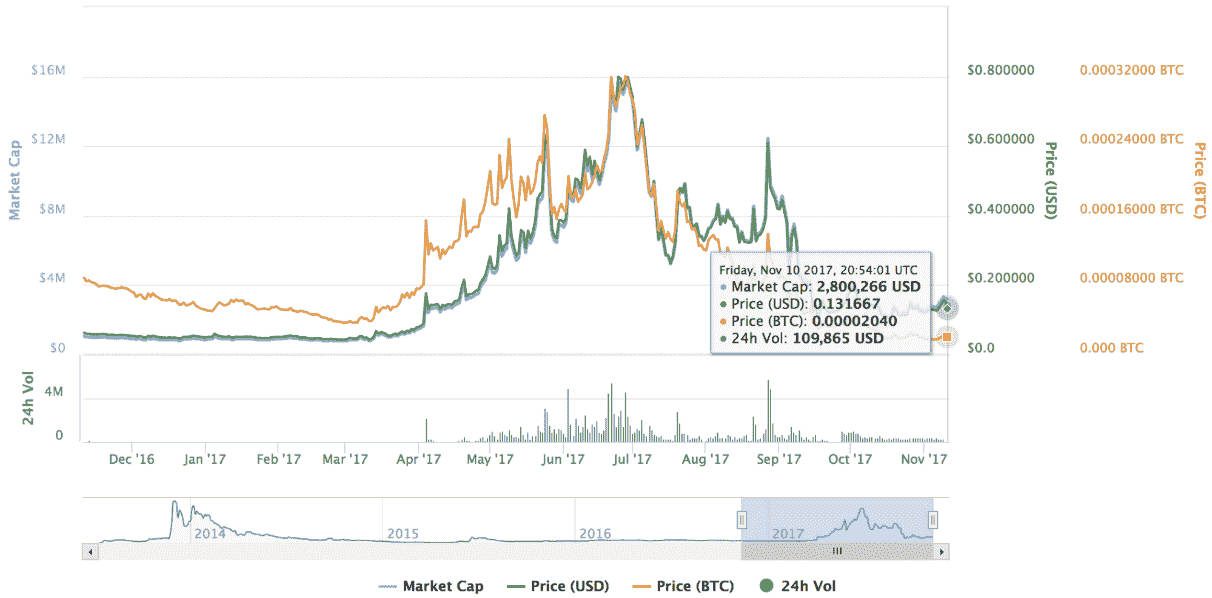 $16M
$12M
$8M
$4M
$0
Market Cap
$0.800000
$0.600000
$0.400000
$0.200000
$0.0
Price (USD)
0.00032000 BTC
0.00024000 BTC
0.00016000 BTC
0.00008000 BTC
0.000 BTC
Price (BTC)
Friday, Nov 10 2017, 20:54:01 UTC
Market Cap: 2,800,266 USD
Price (USD): 0.131667
Price (BTC): 0.00002040
24h Vol: 109,865 USD
24h Vol
4M
0
Dec '16 Jan '17 Feb '17 Mar '17 Apr '17 May '17 Jun '17 Jul '17 Aug '17 Sep '17 Oct '17 Nov '17
2014 2015 2016 2017
Market Cap Price (USD) Price (BTC) 24h Vol